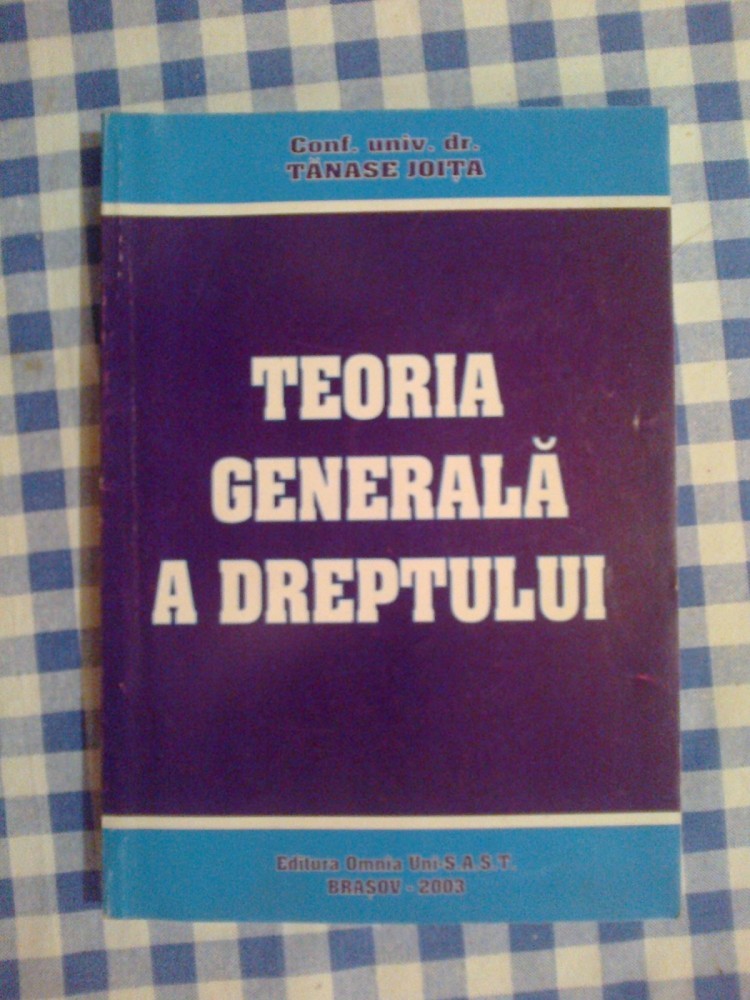 Conf. univ. dr.
TĂNASE JOIȚA
TEORIA
GENERALĂ
A DREPTULUI
Editura Omnia Uni-S.A.S.T.
BRAȘOV - 2003